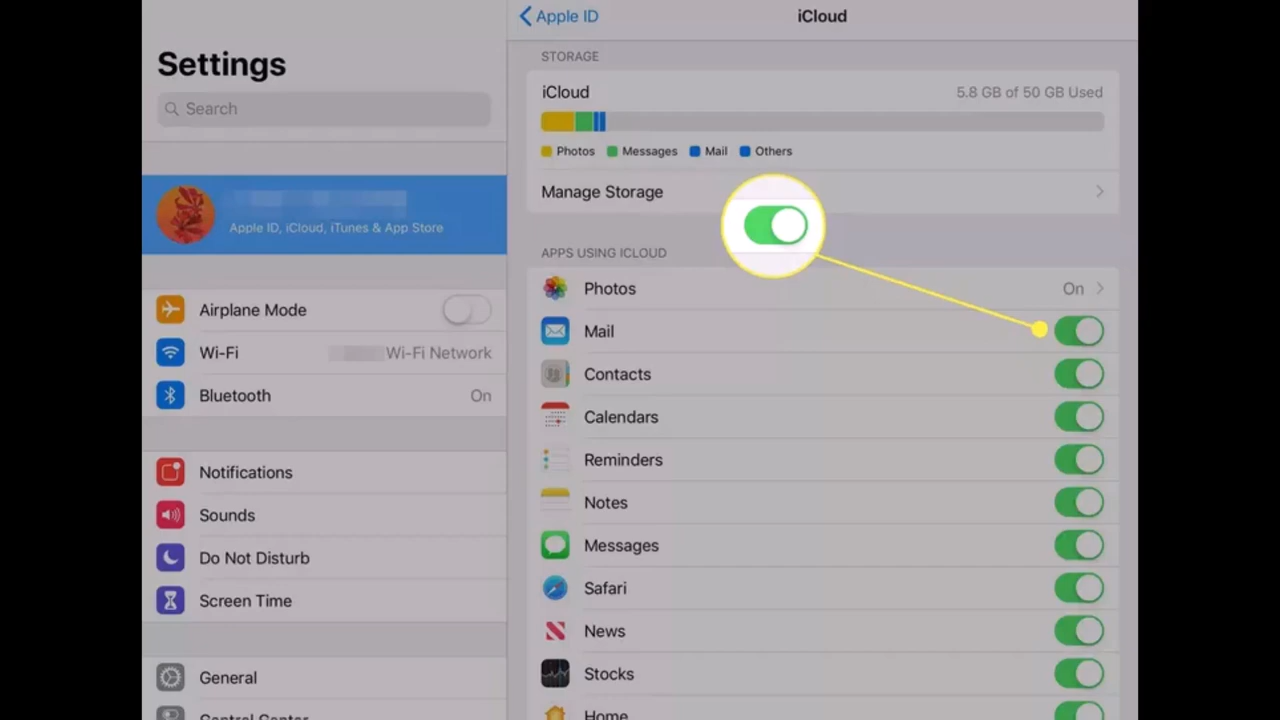 Settings
Search
Apple ID, iCloud, iTunes & App Store
Airplane Mode
Wi-Fi Wi-Fi Network
Bluetooth On
Notifications
Sounds
Do Not Disturb
Screen Time
General
Control Center
Apple ID iCloud
STORAGE
iCloud 5.8 GB of 50 GB Used
Photos Messages Mail Others
Manage Storage
APPS USING ICLOUD
Photos On
Mail
Contacts
Calendars
Reminders
Notes
Messages
Safari
News
Stocks
Home